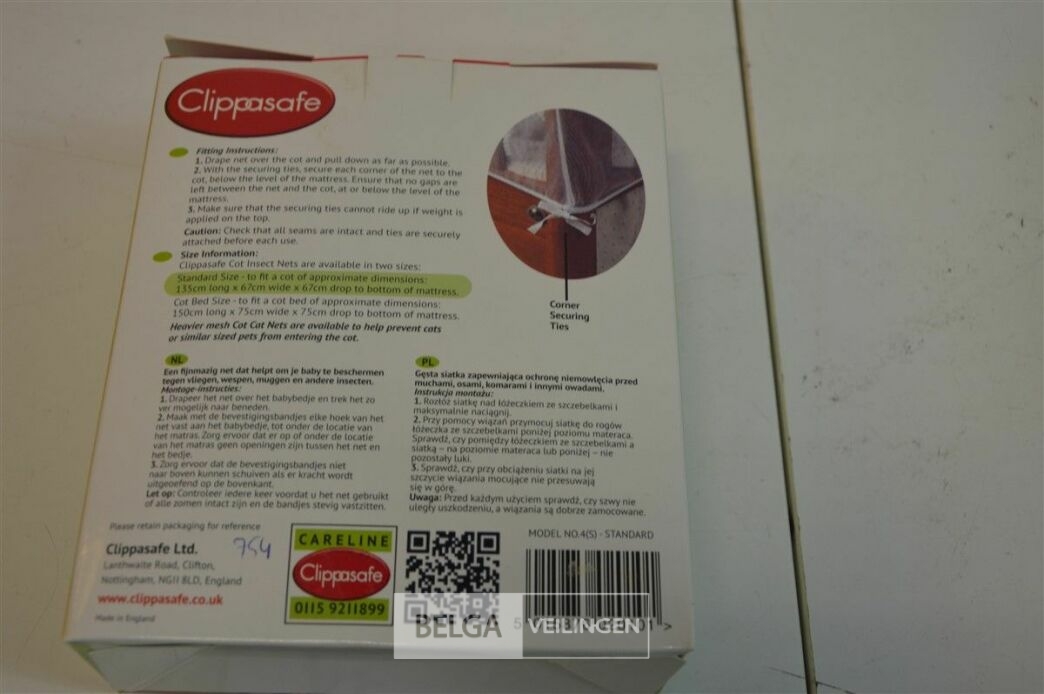 Clippasafe
Fitting Instructions:
1. Drape net over the cot and pull down as far as possible.
2. With the securing ties, secure each corner of the net to the
cot, below the level of the mattress. Ensure that no gaps are
left between the net and the cot, at or below the level of the
mattress.
3. Make sure that the securing ties cannot ride up if weight is
applied on the top.
Caution: Check that all seams are intact and ties are securely
attached before each use.
Size Information:
Clippasafe Cot Insect Nets are available in two sizes:
Standard Size - to fit a cot of approximate dimensions:
135cm long x 67cm wide x 67cm drop to bottom of mattress.
Cot Bed Size - to fit a cot bed of approximate dimensions:
150cm long x 75cm wide x 75cm drop to bottom of mattress.
Heavier mesh Cot Cat Nets are available to help prevent cats
or similar sized pets from entering the cot.
Corner
Securing
Ties
NL
Een fijnmazig net dat helpt om je baby te beschermen
tegen vliegen, wespen, muggen en andere insecten.
Montage-instructies:
1. Drapeer het net over het babybedje en trek het zo
ver mogelijk naar beneden.
2. Maak met de bevestigingsbandjes elke hoek van het
net vast aan het babybedje, tot onder de locatie van
het matras. Zorg ervoor dat er op of onder de locatie
van het matras geen openingen zijn tussen het net en
het bedje.
3. Zorg ervoor dat de bevestigingsbandjes niet
naar boven kunnen schuiven als er kracht wordt
uitgeoefend op de bovenkant.
Let op: Controleer iedere keer voordat u het net gebruikt
of alle zomen intact zijn en de bandjes stevig vastzitten.
PL
Gęsta siatka zapewniająca ochronę niemowlęcia przed
muchami, osami, komarami i innymi owadami.
Instrukcja montażu:
1. Rozłóż siatkę nad łóżeczkiem ze szczebelkami i
maksymalnie naciągnij.
2. Przy pomocy wiązań przymocuj siatkę do rogów
łóżeczka ze szczebelkami poniżej poziomu materaca.
Sprawdź, czy pomiędzy łóżeczkiem ze szczebelkami a
siatką – na poziomie materaca lub poniżej – nie
pozostały luki.
3. Sprawdź, czy przy obciążeniu siatki na jej
szczycie wiązania mocujące nie przesuwają
się w górę.
Uwaga: Przed każdym użyciem sprawdź, czy szwy nie
uległy uszkodzeniu, a wiązania są dobrze zamocowane.
Please retain packaging for reference
Clippasafe Ltd.
754
Lanthwaite Road, Clifton,
Nottingham, NG11 8LD, England
www.clippasafe.co.uk
Made in England
CARELINE
Clippasafe
0115 9211899
MODEL NO.4(S) - STANDARD
BELGA VEILINGEN